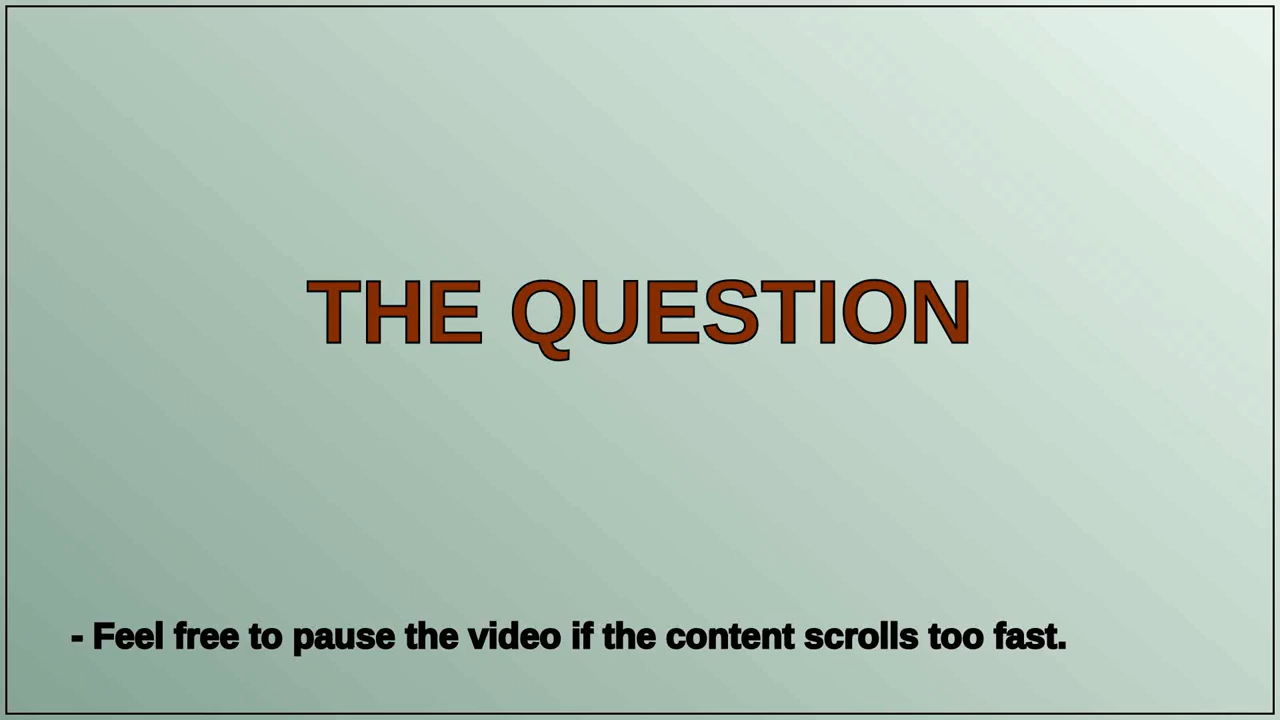 THE QUESTION
- Feel free to pause the video if the content scrolls too fast.